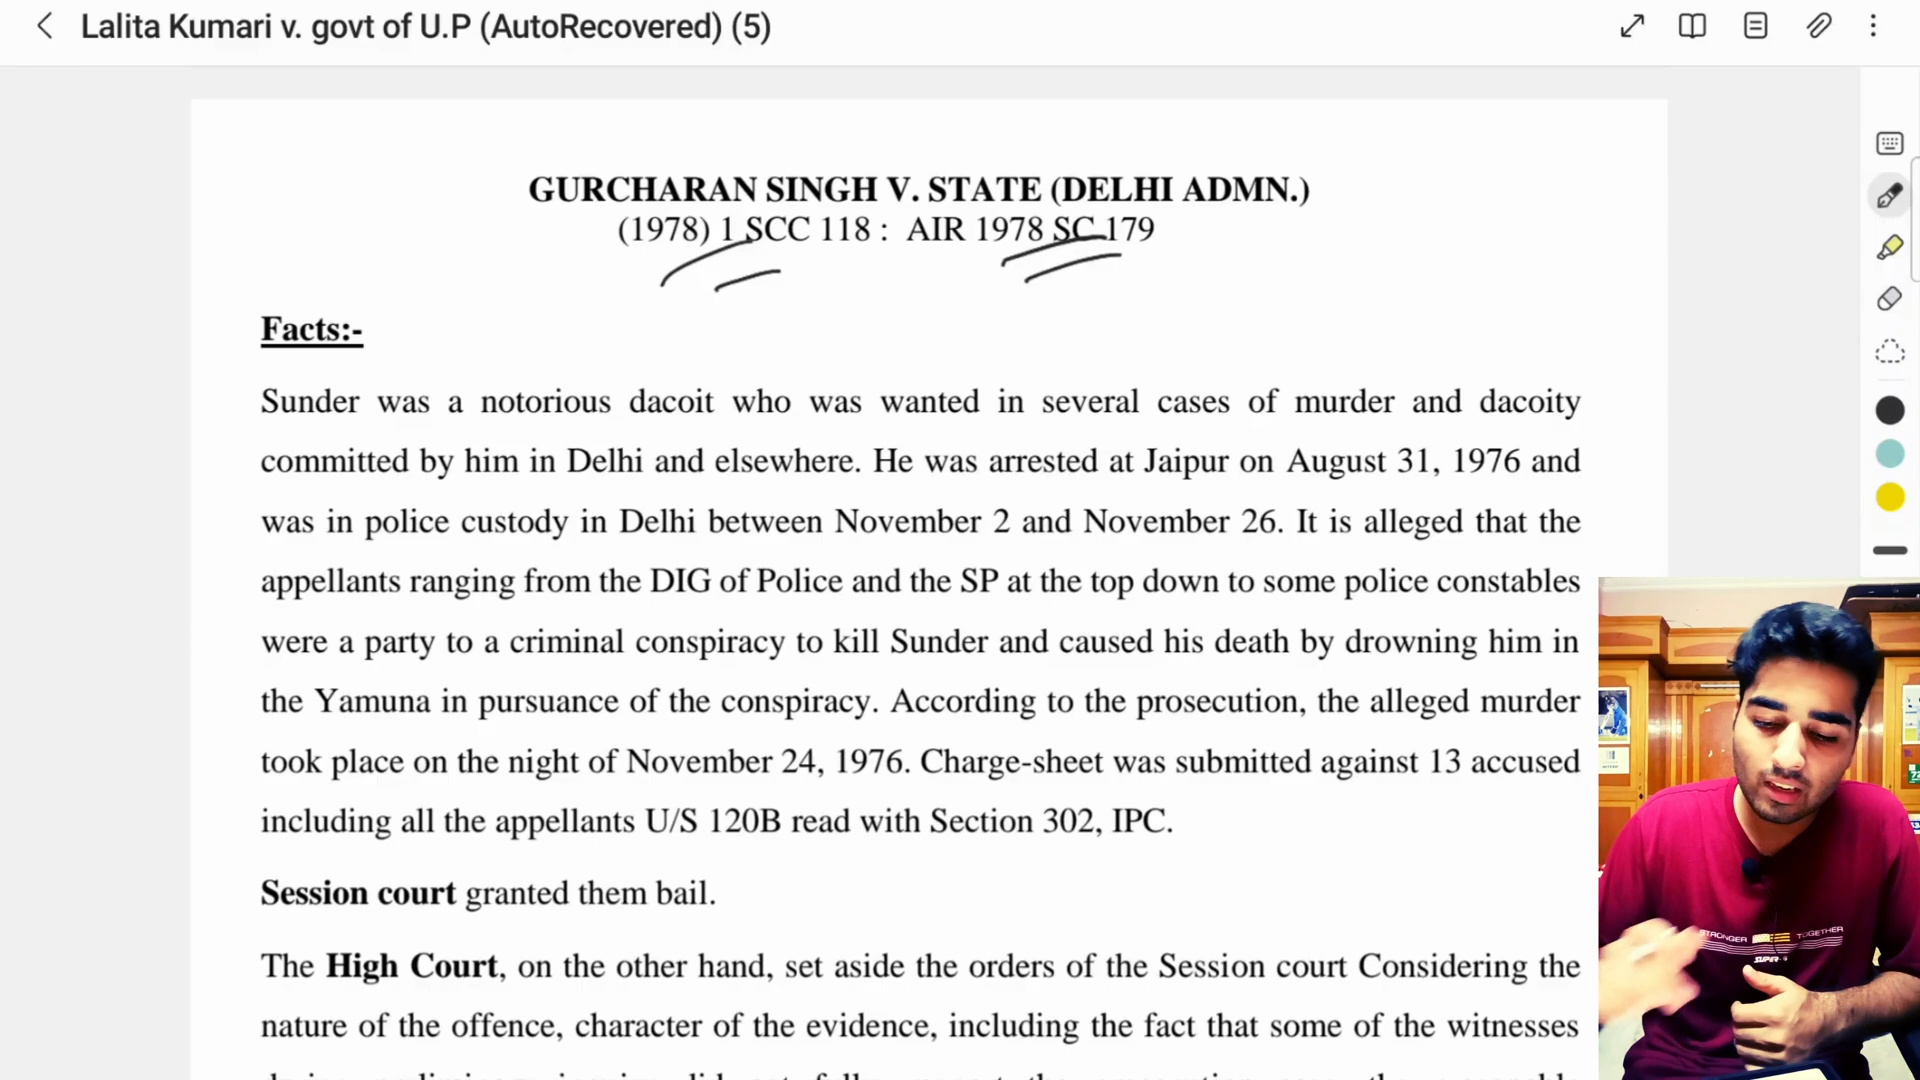 Lalita Kumari v. govt of U.P (AutoRecovered) (5)
GURCHARAN SINGH V. STATE (DELHI ADMN.)
(1978) 1 SCC 118 : AIR 1978 SC 179
Facts:-
Sunder was a notorious dacoit who was wanted in several cases of murder and dacoity
committed by him in Delhi and elsewhere. He was arrested at Jaipur on August 31, 1976 and
was in police custody in Delhi between November 2 and November 26. It is alleged that the
appellants ranging from the DIG of Police and the SP at the top down to some police constables
were a party to a criminal conspiracy to kill Sunder and caused his death by drowning him in
the Yamuna in pursuance of the conspiracy. According to the prosecution, the alleged murder
took place on the night of November 24, 1976. Charge-sheet was submitted against 13 accused
including all the appellants U/S 120B read with Section 302, IPC.
Session court granted them bail.
The High Court, on the other hand, set aside the orders of the Session court Considering the
nature of the offence, character of the evidence, including the fact that some of the witnesses
STRONGER TOGETHER
SUPER